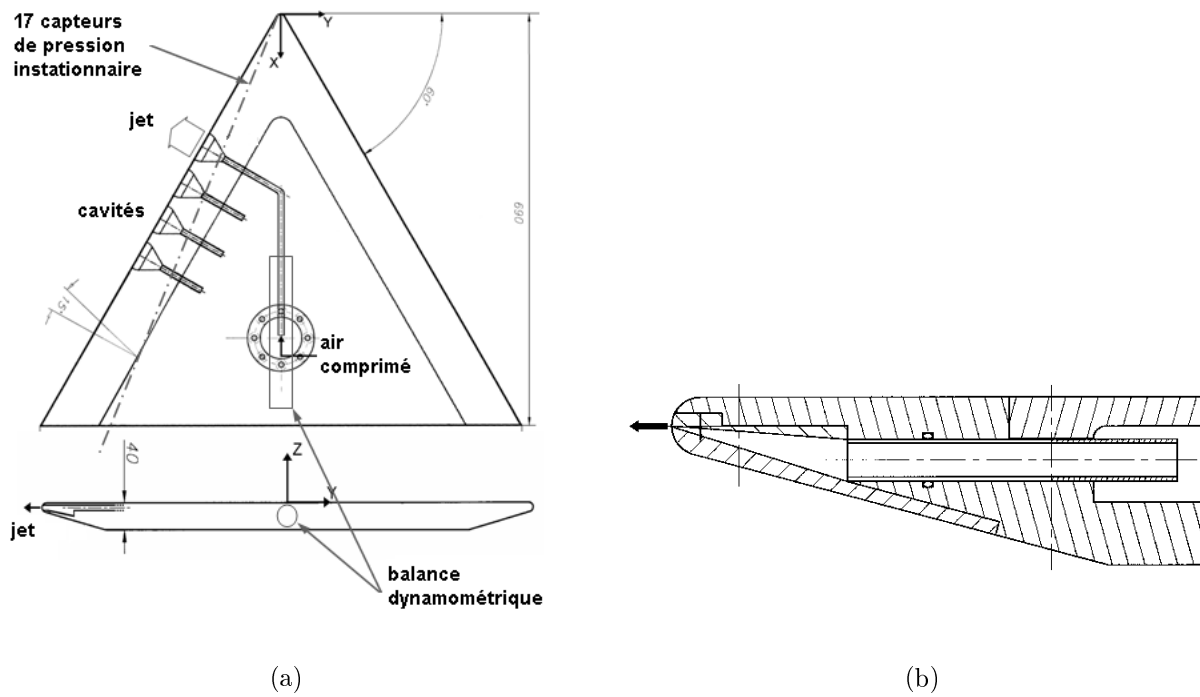 17 capteurs
de pression
instationnaire
Y
X
60°
jet
cavités
690
15°
air
comprimé
40
Z
Y
jet
balance
dynamométrique
(a)
(b)